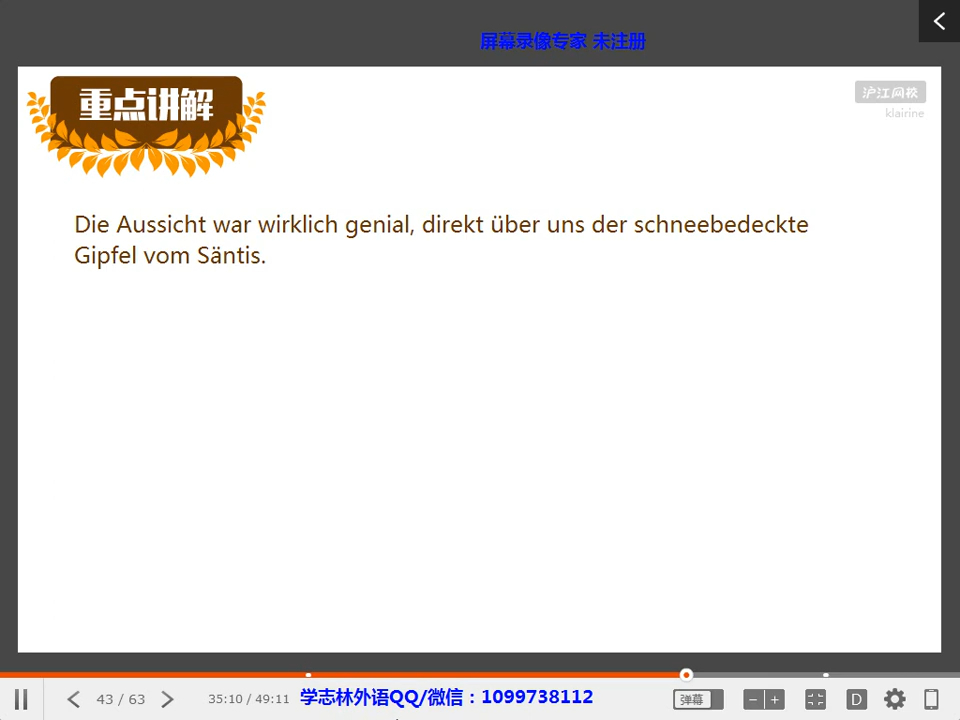 屏幕录像专家 未注册
重点讲解
沪江网校
klairine
Die Aussicht war wirklich genial, direkt über uns der schneebedeckte
Gipfel vom Säntis.
43 / 63
35:10 / 49:11
学志林外语QQ/微信：1099738112
弹幕
D